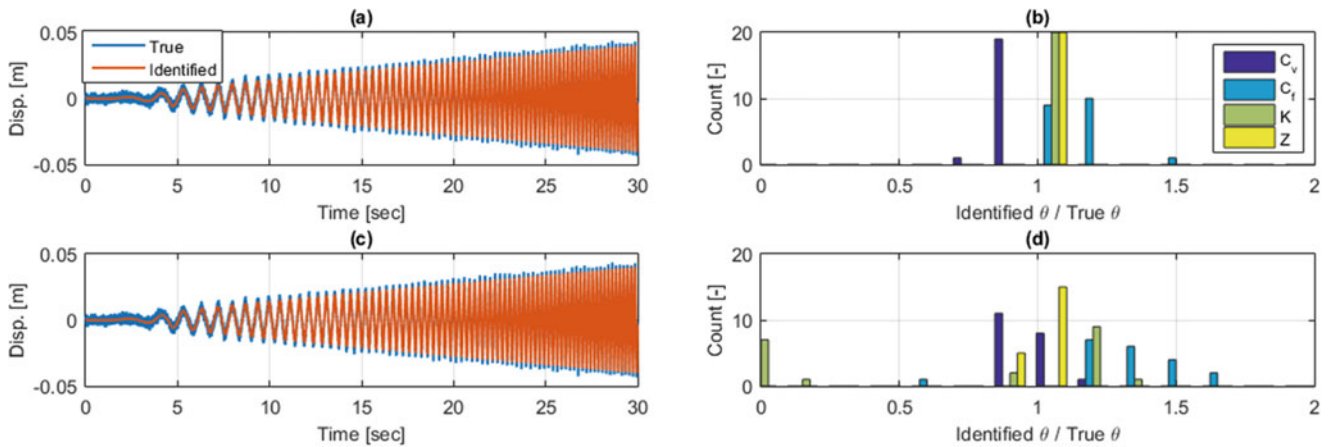 (a)
0.05
0
-0.05
Disp. [m]
True
Identified
0 5 10 15 20 25 30
Time [sec]
(b)
20
10
0
Count [-]
C_v
C_f
K
Z
0 0.5 1 1.5 2
Identified θ / True θ
(c)
0.05
0
-0.05
Disp. [m]
0 5 10 15 20 25 30
Time [sec]
(d)
20
10
0
Count [-]
0 0.5 1 1.5 2
Identified θ / True θ